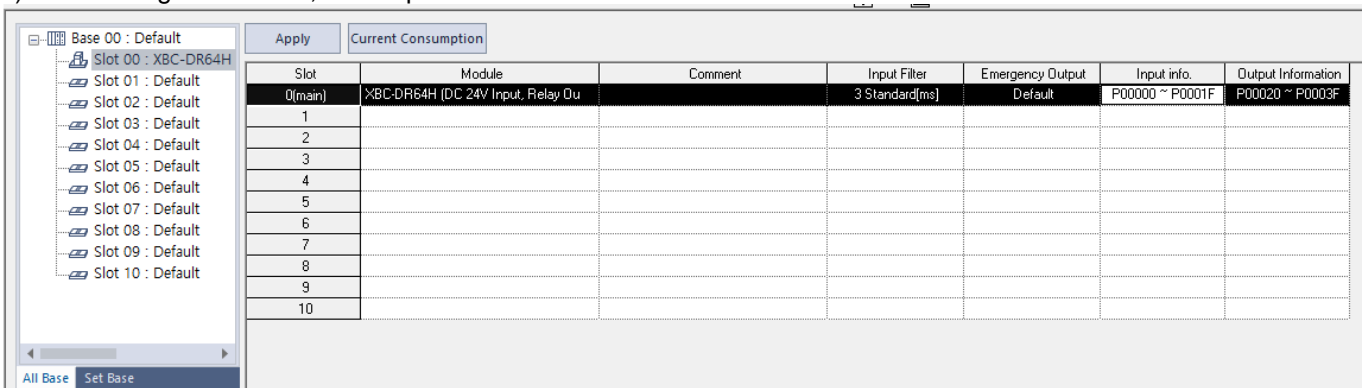 Base 00 : Default
Slot 00 : XBC-DR64H
Slot 01 : Default
Slot 02 : Default
Slot 03 : Default
Slot 04 : Default
Slot 05 : Default
Slot 06 : Default
Slot 07 : Default
Slot 08 : Default
Slot 09 : Default
Slot 10 : Default
All Base Set Base
Apply Current Consumption
Slot Module Comment Input Filter Emergency Output Input info. Output Information
0(main) XBC-DR64H (DC 24V Input, Relay Ou 3 Standard[ms] Default P00000 ~ P0001F P00020 ~ P0003F
1
2
3
4
5
6
7
8
9
10